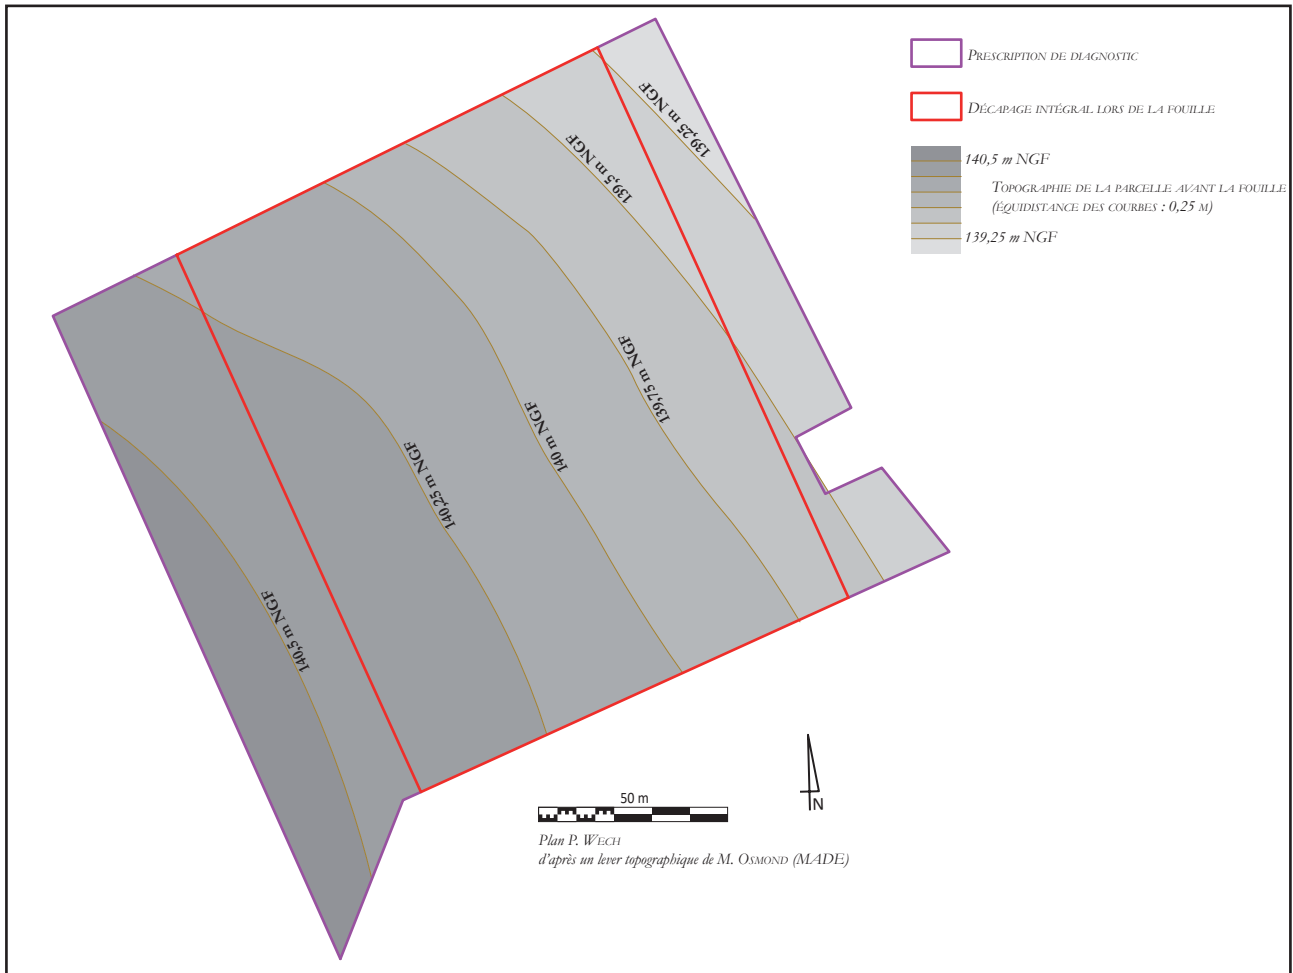 Prescription de diagnostic
Décapage intégral lors de la fouille
140,5 m NGF
Topographie de la parcelle avant la fouille
(équidistance des courbes : 0,25 m)
139,25 m NGF
139,25 m NGF
139,5 m NGF
139,75 m NGF
140 m NGF
140,25 m NGF
140,5 m NGF
50 m
N
Plan P. Wech
d'après un lever topographique de M. Osmond (MADE)